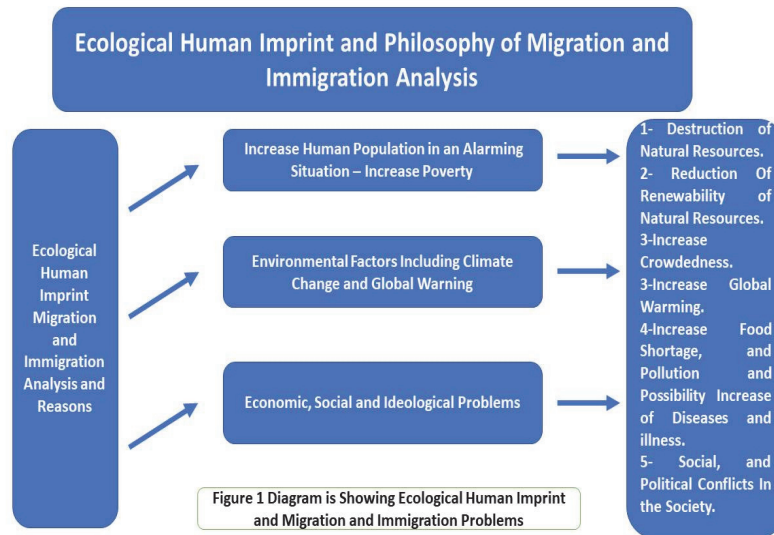 Ecological Human Imprint and Philosophy of Migration and
Immigration Analysis
Ecological
Human
Imprint
Migration
and
Immigration
Analysis and
Reasons
Increase Human Population in an Alarming
Situation – Increase Poverty
Environmental Factors Including Climate
Change and Global Warning
Economic, Social and Ideological Problems
1- Destruction of
Natural Resources.
2- Reduction Of
Renewability of
Natural Resources.
3-Increase
Crowdedness.
3-Increase Global
Warming.
4-Increase Food
Shortage, and
Pollution and
Possibility Increase
of Diseases and
illness.
5- Social, and
Political Conflicts In
the Society.
Figure 1 Diagram is Showing Ecological Human Imprint
and Migration and Immigration Problems